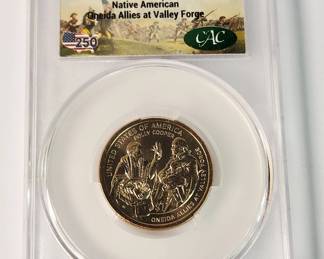 Native American
Oneida Allies at Valley Forge
250
CAC
UNITED STATES OF AMERICA
POLLY COOPER
ONEIDA ALLIES AT VALLEY FORGE